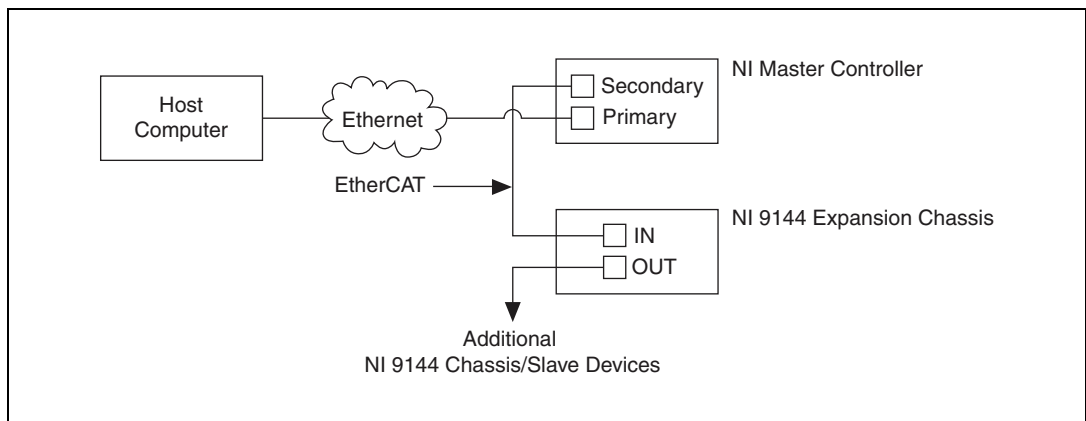 NI Master Controller
Secondary
Primary
Host
Computer
Ethernet
EtherCAT
NI 9144 Expansion Chassis
IN
OUT
Additional
NI 9144 Chassis/Slave Devices